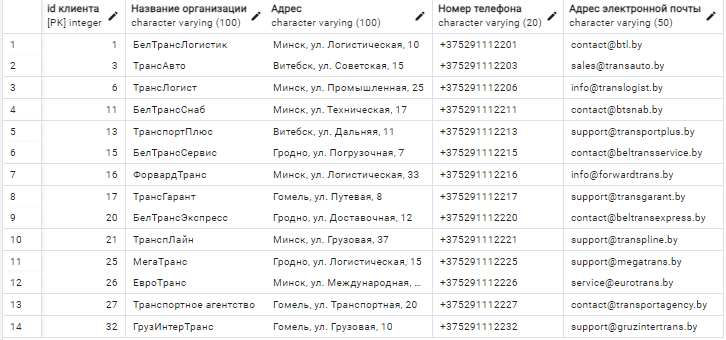 id клиента Название организации Адрес Номер телефона Адрес электронной почты
[PK] integer character varying (100) character varying (100) character varying (20) character varying (50)
1 1 БелТрансЛогистик Минск, ул. Логистическая, 10 +375291112201 contact@btl.by
2 3 ТрансАвто Витебск, ул. Советская, 15 +375291112203 sales@transauto.by
3 6 ТрансЛогист Минск, ул. Промышленная, 25 +375291112206 info@translogist.by
4 11 БелТрансСнаб Минск, ул. Техническая, 17 +375291112211 contact@btsnab.by
5 13 ТранспортПлюс Витебск, ул. Дальняя, 11 +375291112213 support@transportplus.by
6 15 БелТрансСервис Гродно, ул. Погрузочная, 7 +375291112215 contact@beltransservice.by
7 16 ФорвардТранс Минск, ул. Логистическая, 33 +375291112216 info@forwardtrans.by
8 17 ТрансГарант Гомель, ул. Путевая, 8 +375291112217 support@transgarant.by
9 20 БелТрансЭкспресс Гродно, ул. Доставочная, 12 +375291112220 contact@beltransexpress.by
10 21 ТранспЛайн Минск, ул. Грузовая, 37 +375291112221 support@transpline.by
11 25 МегаТранс Гродно, ул. Логистическая, 15 +375291112225 support@megatrans.by
12 26 ЕвроТранс Минск, ул. Международная, ... +375291112226 service@eurotrans.by
13 27 Транспортное агентство Гомель, ул. Транспортная, 20 +375291112227 contact@transportagency.by
14 32 ГрузИнтерТранс Гомель, ул. Грузовая, 10 +375291112232 support@gruzintertrans.by